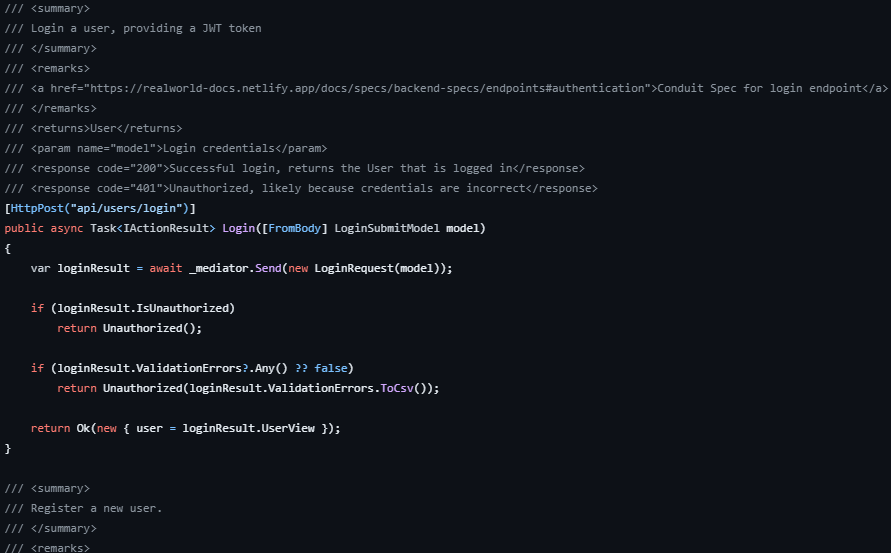 /// <summary>
/// Login a user, providing a JWT token
/// </summary>
/// <remarks>
/// <a href="https://realworld-docs.netlify.app/docs/specs/backend-specs/endpoints#authentication">Conduit Spec for login endpoint</a>
/// </remarks>
/// <returns>User</returns>
/// <param name="model">Login credentials</param>
/// <response code="200">Successful login, returns the User that is logged in</response>
/// <response code="401">Unauthorized, likely because credentials are incorrect</response>
[HttpPost("api/users/login")]
public async Task<IActionResult> Login([FromBody] LoginSubmitModel model)
{
    var loginResult = await _mediator.Send(new LoginRequest(model));
    if (loginResult.IsUnauthorized)
        return Unauthorized();
    if (loginResult.ValidationErrors?.Any() ?? false)
        return Unauthorized(loginResult.ValidationErrors.ToCsv());
    return Ok(new { user = loginResult.UserView });
}
/// <summary>
/// Register a new user.
/// </summary>
/// <remarks>